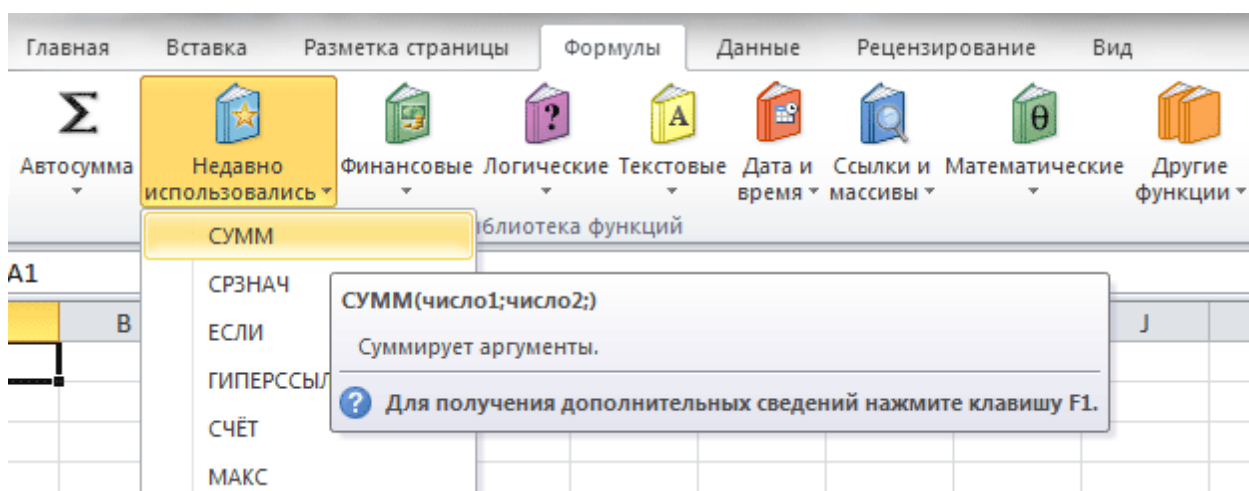 Главная Вставка Разметка страницы Формулы Данные Рецензирование Вид
Автосумма Недавно использовались Финансовые Логические Текстовые Дата и время Ссылки и массивы Математические Другие функции
иблиотека функций
СУММ
A1
СРЗНАЧ
СУММ(число1;число2;)
B
J
ЕСЛИ
Суммирует аргументы.
ГИПЕРССЫЛ
Для получения дополнительных сведений нажмите клавишу F1.
СЧЁТ
МАКС